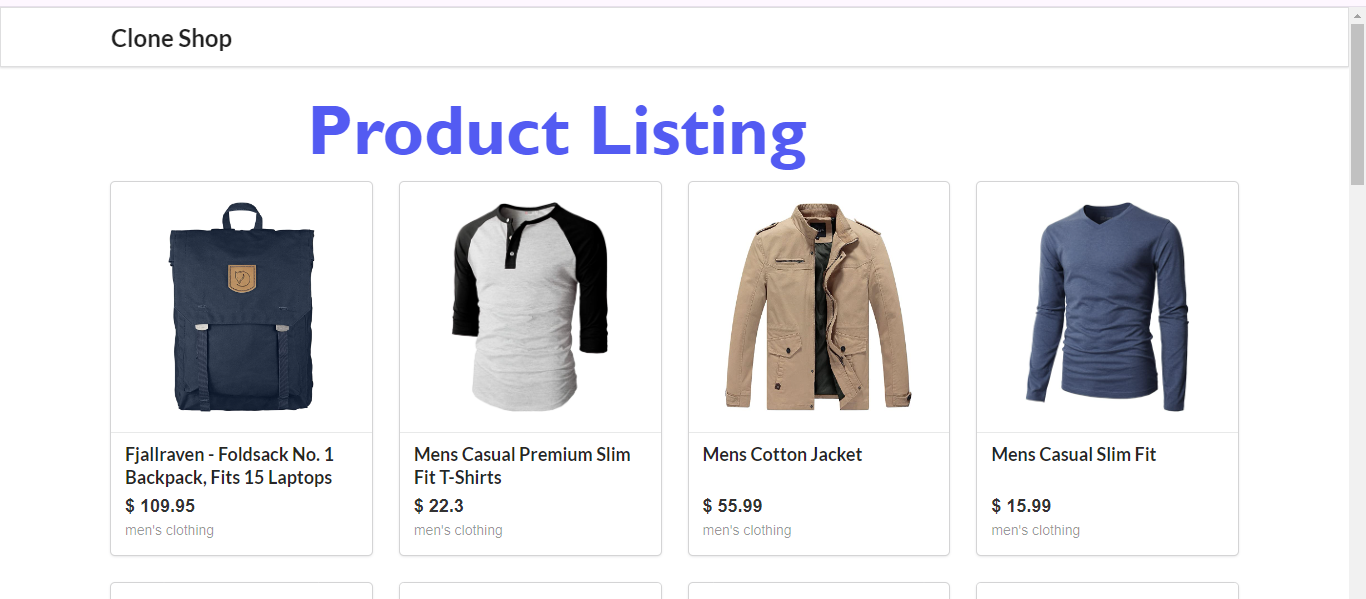 Clone Shop
Product Listing
Fjallraven - Foldsack No. 1
Backpack, Fits 15 Laptops
$ 109.95
men's clothing
Mens Casual Premium Slim
Fit T-Shirts
$ 22.3
men's clothing
Mens Cotton Jacket
$ 55.99
men's clothing
Mens Casual Slim Fit
$ 15.99
men's clothing